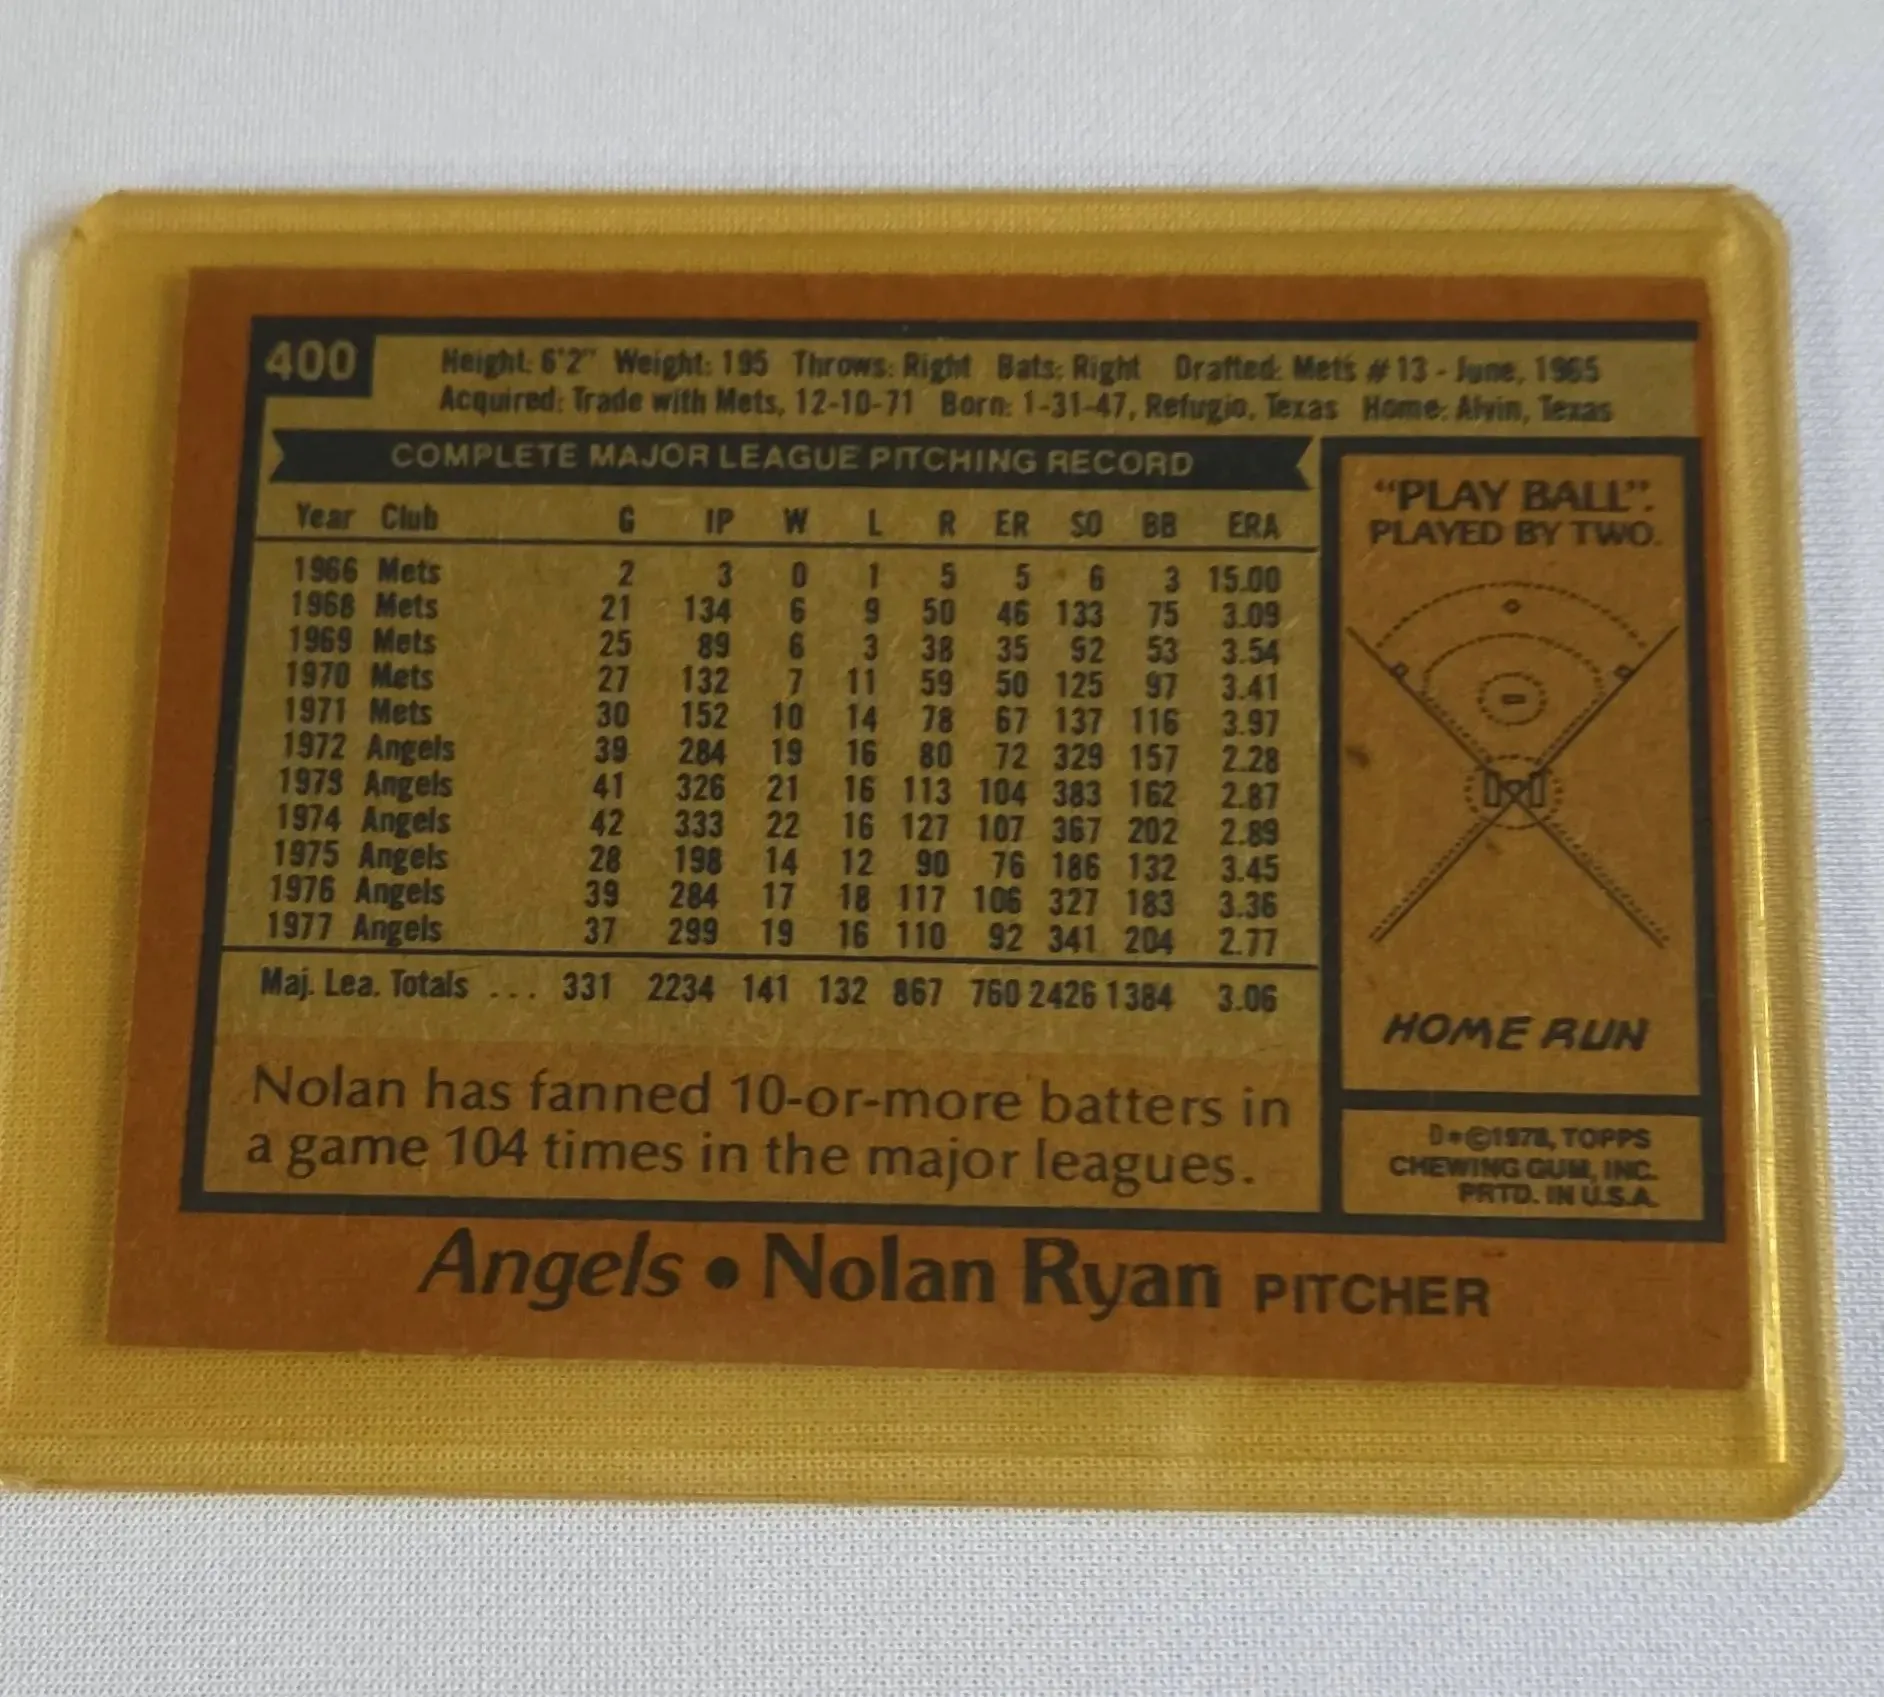 400
Height: 6'2" Weight: 195 Throws: Right Bats: Right Drafted: Mets #13 - June, 1965
Acquired: Trade with Mets, 12-10-71 Born: 1-31-47, Refugio, Texas Home: Alvin, Texas
COMPLETE MAJOR LEAGUE PITCHING RECORD
Year Club G IP W L R ER SO BB ERA
1966 Mets 2 3 0 1 5 5 6 3 15.00
1968 Mets 21 134 6 9 50 46 133 75 3.09
1969 Mets 25 89 6 3 38 35 92 53 3.54
1970 Mets 27 132 7 11 59 50 125 97 3.41
1971 Mets 30 152 10 14 78 67 137 116 3.97
1972 Angels 39 284 19 16 80 72 329 157 2.28
1973 Angels 41 326 21 16 113 104 383 162 2.87
1974 Angels 42 333 22 16 127 107 367 202 2.89
1975 Angels 28 198 14 12 90 76 186 132 3.45
1976 Angels 39 284 17 18 117 106 327 183 3.36
1977 Angels 37 299 19 16 110 92 341 204 2.77
Maj. Lea. Totals ... 331 2234 141 132 867 760 2426 1384 3.06
Nolan has fanned 10-or-more batters in
a game 104 times in the major leagues.
"PLAY BALL".
PLAYED BY TWO.
HOME RUN
D*©1978, TOPPS
CHEWING GUM, INC.
PRTD. IN U.S.A.
Angels • Nolan Ryan PITCHER